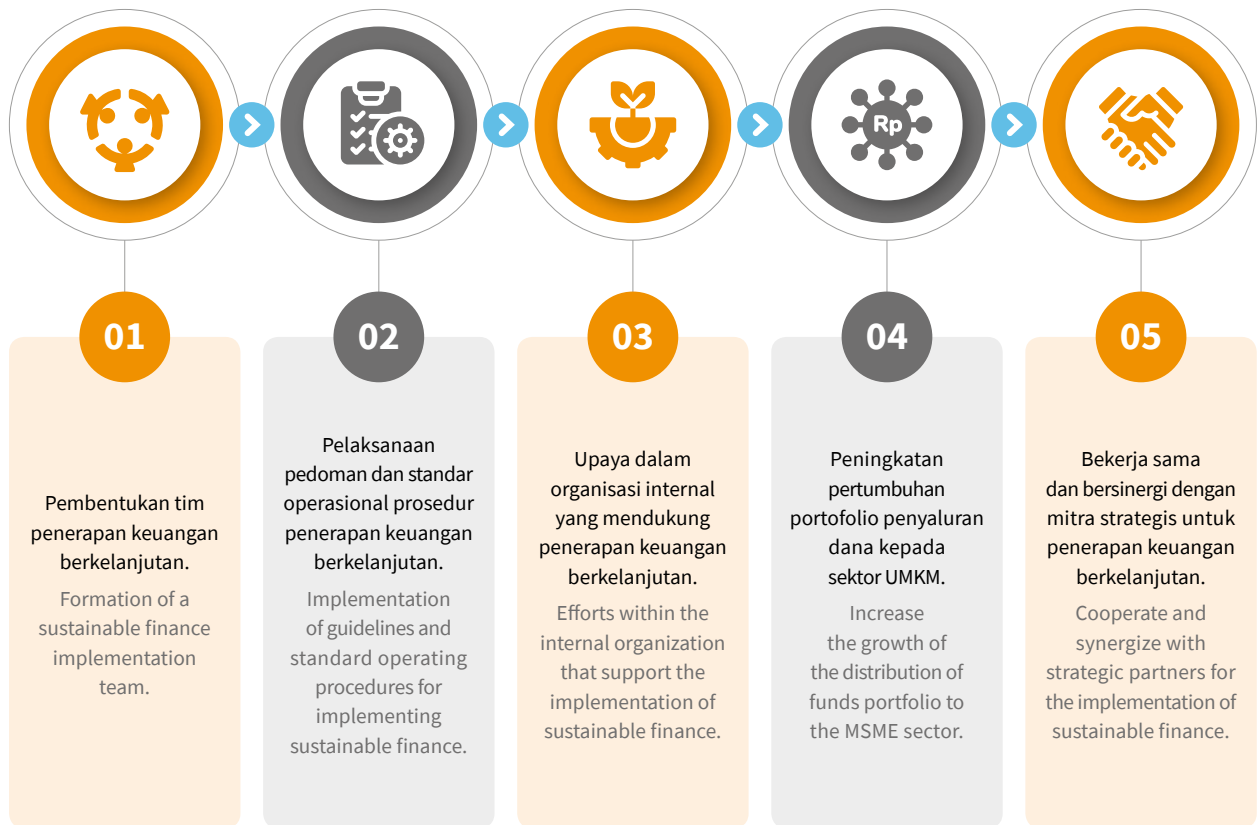 Rp
01
Pembentukan tim
penerapan keuangan
berkelanjutan.
Formation of a
sustainable finance
implementation
team.
02
Pelaksanaan
pedoman dan standar
operasional prosedur
penerapan keuangan
berkelanjutan.
Implementation
of guidelines and
standard operating
procedures for
implementing
sustainable finance.
03
Upaya dalam
organisasi internal
yang mendukung
penerapan keuangan
berkelanjutan.
Efforts within the
internal organization
that support the
implementation of
sustainable finance.
04
Peningkatan
pertumbuhan
portofolio penyaluran
dana kepada
sektor UMKM.
Increase
the growth of
the distribution of
funds portfolio to
the MSME sector.
05
Bekerja sama
dan bersinergi dengan
mitra strategis untuk
penerapan keuangan
berkelanjutan.
Cooperate and
synergize with
strategic partners for
the implementation of
sustainable finance.